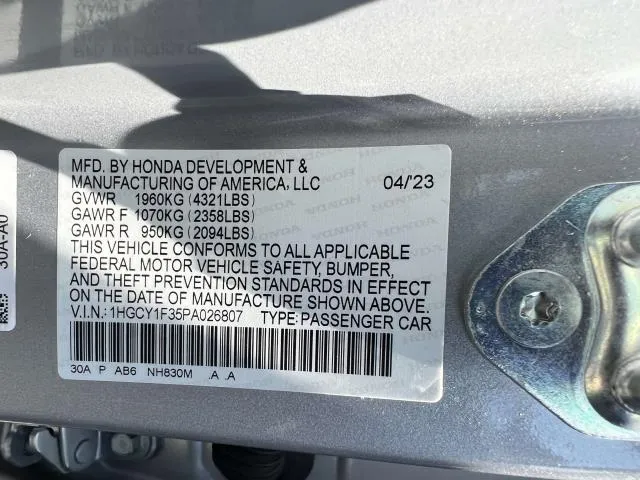 MFD. BY HONDA DEVELOPMENT &
MANUFACTURING OF AMERICA, LLC 04/'23
GVWR 1960KG (4321LBS)
GAWR F 1070KG (2358LBS)
GAWR R 950KG (2094LBS)
THIS VEHICLE CONFORMS TO ALL APPLICABLE
FEDERAL MOTOR VEHICLE SAFETY, BUMPER,
AND THEFT PREVENTION STANDARDS IN EFFECT
ON THE DATE OF MANUFACTURE SHOWN ABOVE.
V.I.N.: 1HGCY1F35PA026807 TYPE: PASSENGER CAR
30A P AB6 NH830M .A .A
30A-A0